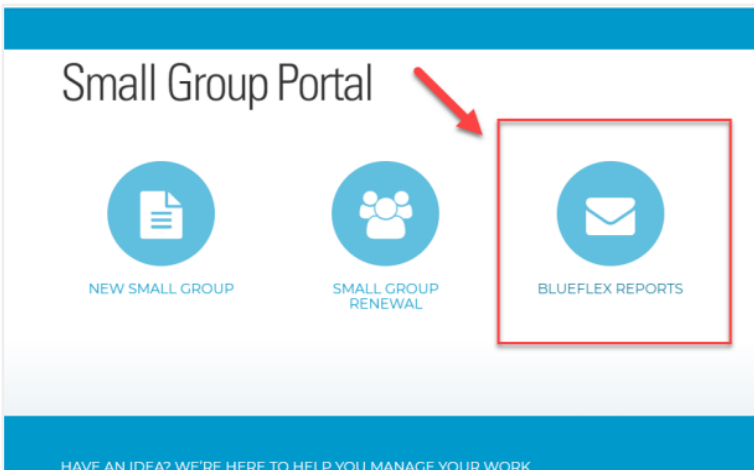 Small Group Portal
NEW SMALL GROUP
SMALL GROUP
RENEWAL
BLUEFLEX REPORTS
HAVE AN IDEA? WE'RE HERE TO HELP YOU MANAGE YOUR WORK